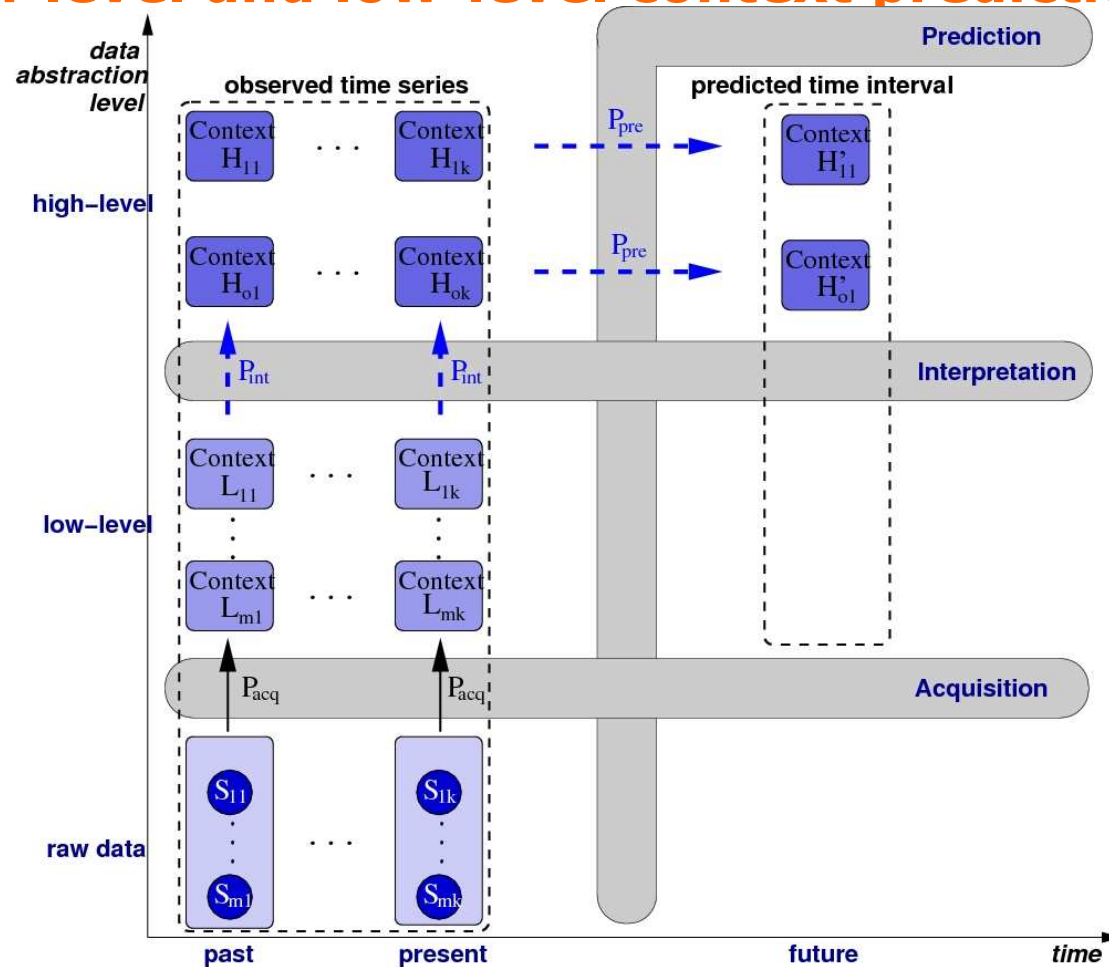 Prediction
data
abstraction
level
observed time series
predicted time interval
Context
H11
. . .
Context
H1k
Ppre
Context
H'11
high-level
Context
Ho1
. . .
Context
Hok
Ppre
Context
H'o1
Pint
Pint
Interpretation
Context
L11
. . .
Context
L1k
low-level
Context
Lm1
. . .
Context
Lmk
Pacq
Pacq
Acquisition
S11
S1k
raw data
. . .
Sm1
Smk
past
present
future
time